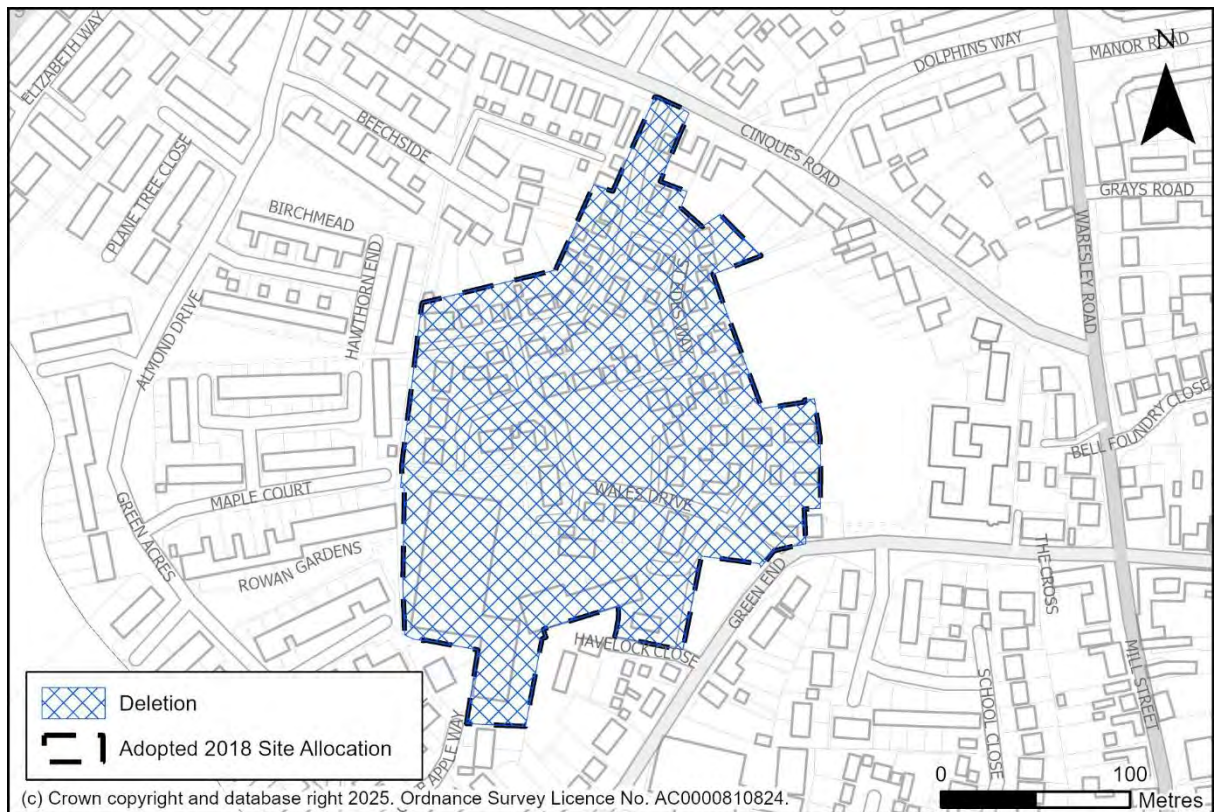 ELIZABETH WAY
DOLPHINS WAY
MANOR ROAD
N
BEECHSIDE
CINQUES ROAD
PLANE TREE CLOSE
GRAYS ROAD
BIRCHMEAD
WARESLEY ROAD
HAWTHORN END
ALMOND DRIVE
BELL FOUNDRY CLOSE
MAPLE COURT
WALES DRIVE
GREEN ACRES
ROWAN GARDENS
THE CROSS
GREEN END
HAVELOCK CLOSE
SCHOOL CLOSE
MILL STREET
APPLE WAY
Deletion
Adopted 2018 Site Allocation
0 100
Metres
(c) Crown copyright and database right 2025. Ordnance Survey Licence No. AC0000810824.